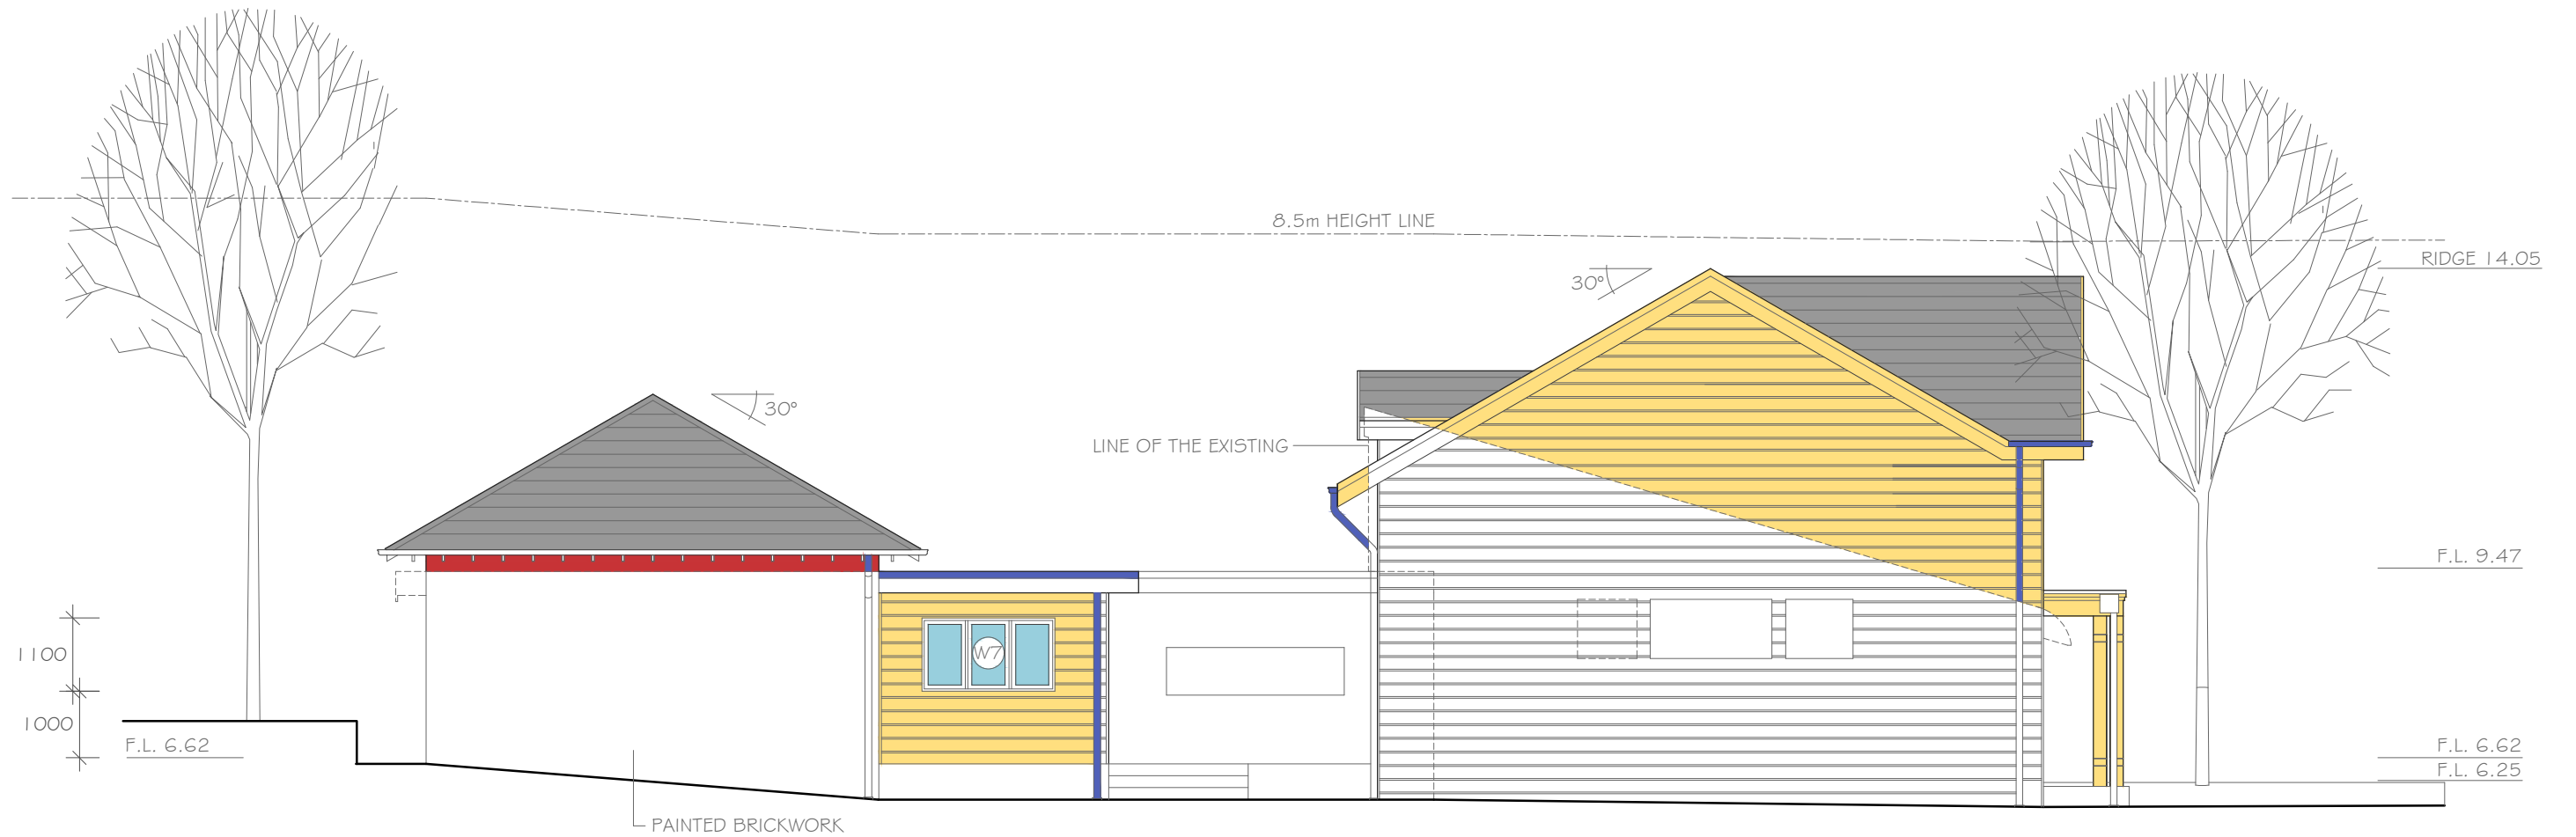 8.5m HEIGHT LINE
RIDGE 14.05
30°
30°
LINE OF THE EXISTING
F.L. 9.47
1100
W7
1000
F.L. 6.62
F.L. 6.62
F.L. 6.25
PAINTED BRICKWORK